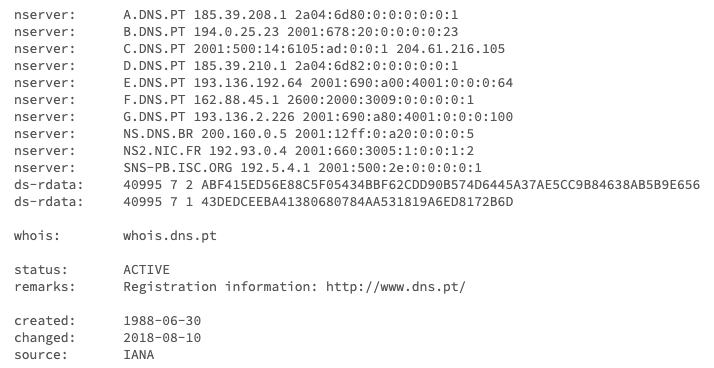 nserver: A.DNS.PT 185.39.208.1 2a04:6d80:0:0:0:0:0:1
nserver: B.DNS.PT 194.0.25.23 2001:678:20:0:0:0:0:23
nserver: C.DNS.PT 2001:500:14:6105:ad:0:0:1 204.61.216.105
nserver: D.DNS.PT 185.39.210.1 2a04:6d82:0:0:0:0:0:1
nserver: E.DNS.PT 193.136.192.64 2001:690:a00:4001:0:0:0:64
nserver: F.DNS.PT 162.88.45.1 2600:2000:3009:0:0:0:0:1
nserver: G.DNS.PT 193.136.2.226 2001:690:a80:4001:0:0:0:100
nserver: NS.DNS.BR 200.160.0.5 2001:12ff:0:a20:0:0:0:5
nserver: NS2.NIC.FR 192.93.0.4 2001:660:3005:1:0:0:1:2
nserver: SNS-PB.ISC.ORG 192.5.4.1 2001:500:2e:0:0:0:0:1
ds-rdata: 40995 7 2 ABF415ED56E88C5F05434BBF62CDD90B574D6445A37AE5CC9B84638AB5B9E656
ds-rdata: 40995 7 1 43DEDCEEBA41380680784AA531819A6ED8172B6D
whois: whois.dns.pt
status: ACTIVE
remarks: Registration information: http://www.dns.pt/
created: 1988-06-30
changed: 2018-08-10
source: IANA